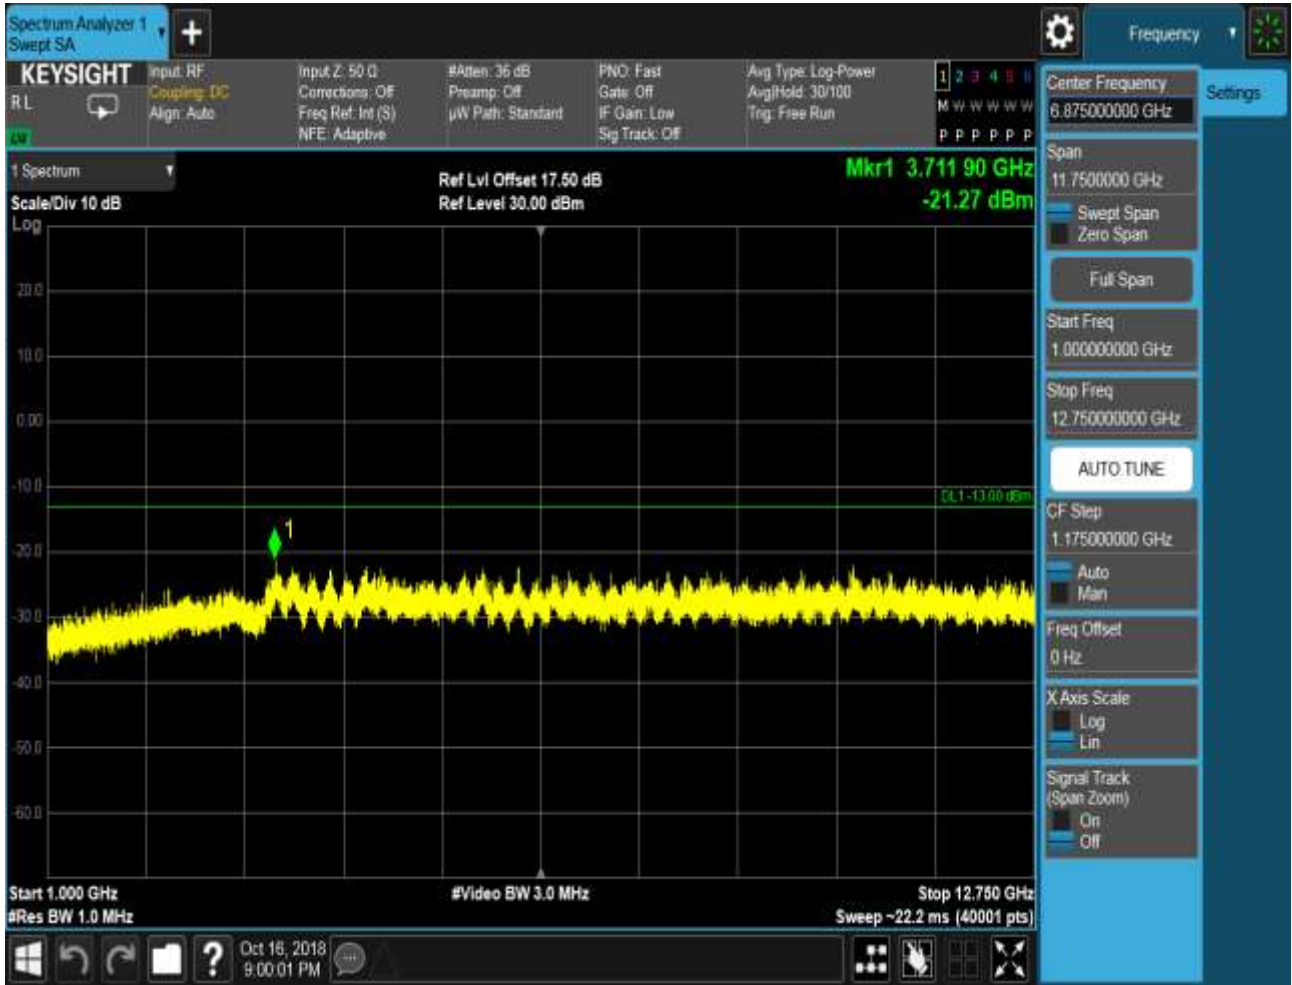 Spectrum Analyzer 1
Swept SA
Frequency
KEYSIGHT
R L
Input: RF
Coupling: DC
Align: Auto
Input Z: 50 Ω
Corrections: Off
Freq Ref: Int (S)
NFE: Adaptive
#Atten: 36 dB
Preamp: Off
µW Path: Standard
PNO: Fast
Gate: Off
IF Gain: Low
Sig Track: Off
Avg Type: Log-Power
Avg|Hold: 30/100
Trig: Free Run
1 2 3 4 5 6
M W W W W W
P P P P P P
Settings
Center Frequency
6.875000000 GHz
Span
11.7500000 GHz
Swept Span
Zero Span
Full Span
Start Freq
1.000000000 GHz
Stop Freq
12.750000000 GHz
AUTO TUNE
CF Step
1.175000000 GHz
Auto
Man
Freq Offset
0 Hz
X Axis Scale
Log
Lin
Signal Track
(Span Zoom)
On
Off
1 Spectrum
Scale/Div 10 dB
Log
Ref Lvl Offset 17.50 dB
Ref Level 30.00 dBm
Mkr1 3.711 90 GHz
-21.27 dBm
20.0
10.0
0.00
-10.0
-20.0
-30.0
-40.0
-50.0
-60.0
DL1 -13.00 dBm
1
Start 1.000 GHz
#Res BW 1.0 MHz
#Video BW 3.0 MHz
Stop 12.750 GHz
Sweep ~22.2 ms (40001 pts)
?
Oct 16, 2018
9:00:01 PM